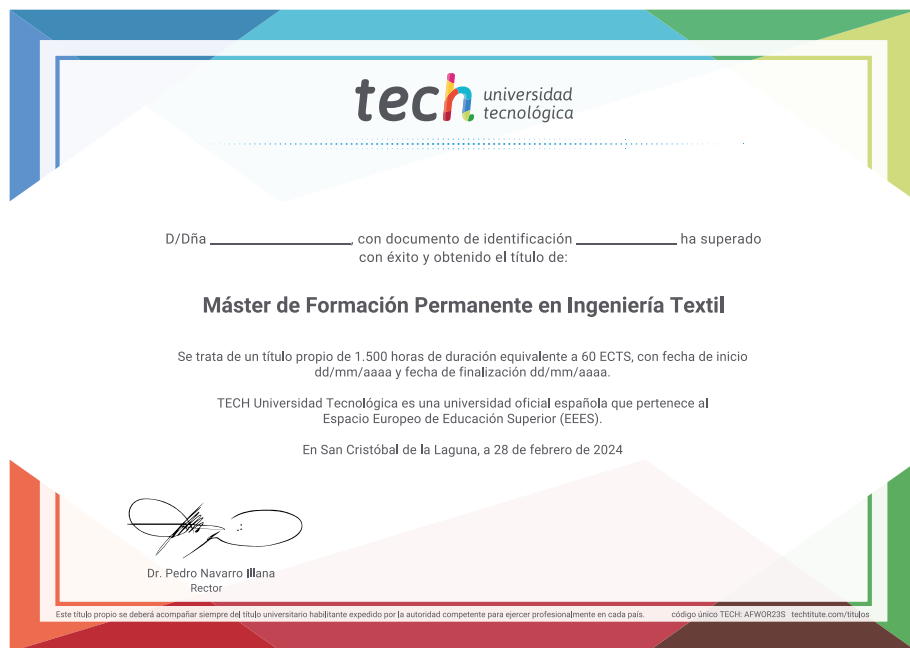 tech universidad
tecnológica
D/Dña ______________, con documento de identificación __________ ha superado
con éxito y obtenido el título de:
Máster de Formación Permanente en Ingeniería Textil
Se trata de un título propio de 1.500 horas de duración equivalente a 60 ECTS, con fecha de inicio
dd/mm/aaaa y fecha de finalización dd/mm/aaaa.
TECH Universidad Tecnológica es una universidad oficial española que pertenece al
Espacio Europeo de Educación Superior (EEES).
En San Cristóbal de la Laguna, a 28 de febrero de 2024
Dr. Pedro Navarro Illana
Rector
Este título propio se deberá acompañar siempre del título universitario habilitante expedido por la autoridad competente para ejercer profesionalmente en cada país. código único TECH: AFWOR23S techtitute.com/titulos